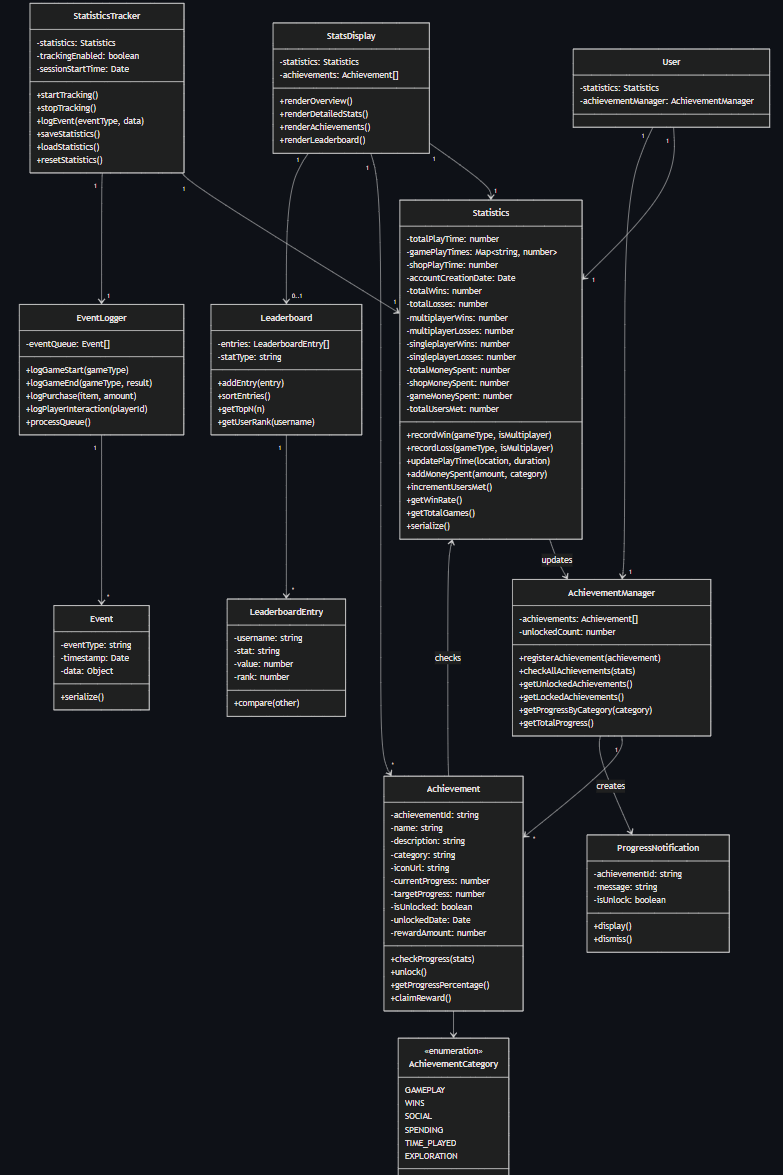 StatisticsTracker
-statistics: Statistics
-trackingEnabled: boolean
-sessionStartTime: Date
+startTracking()
+stopTracking()
+logEvent(eventType, data)
+saveStatistics()
+loadStatistics()
+resetStatistics()
StatsDisplay
-statistics: Statistics
-achievements: Achievement[]
+renderOverview()
+renderDetailedStats()
+renderAchievements()
+renderLeaderboard()
User
-statistics: Statistics
-achievementManager: AchievementManager
1
1
1
1
1
1
1
1
Statistics
-totalPlayTime: number
-gamePlayTimes: Map<string, number>
-shopPlayTime: number
-accountCreationDate: Date
-totalWins: number
-totalLosses: number
-multiplayerWins: number
-multiplayerLosses: number
-singleplayerWins: number
-singleplayerLosses: number
-totalMoneySpent: number
-shopMoneySpent: number
-gameMoneySpent: number
-totalUsersMet: number
+recordWin(gameType, isMultiplayer)
+recordLoss(gameType, isMultiplayer)
+updatePlayTime(location, duration)
+addMoneySpent(amount, category)
+incrementUsersMet()
+getWinRate()
+getTotalGames()
+serialize()
1
1
0..1
1
EventLogger
-eventQueue: Event[]
+logGameStart(gameType)
+logGameEnd(gameType, result)
+logPurchase(item, amount)
+logPlayerInteraction(playerId)
+processQueue()
Leaderboard
-entries: LeaderboardEntry[]
-statType: string
+addEntry(entry)
+sortEntries()
+getTopN(n)
+getUserRank(username)
1
1
updates
1
*
*
Event
-eventType: string
-timestamp: Date
-data: Object
+serialize()
LeaderboardEntry
-username: string
-stat: string
-value: number
-rank: number
+compare(other)
checks
AchievementManager
-achievements: Achievement[]
-unlockedCount: number
+registerAchievement(achievement)
+checkAllAchievements(stats)
+getUnlockedAchievements()
+getLockedAchievements()
+getProgressByCategory(category)
+getTotalProgress()
1
creates
*
*
Achievement
-achievementId: string
-name: string
-description: string
-category: string
-iconUrl: string
-currentProgress: number
-targetProgress: number
-isUnlocked: boolean
-unlockedDate: Date
-rewardAmount: number
+checkProgress(stats)
+unlock()
+getProgressPercentage()
+claimReward()
ProgressNotification
-achievementId: string
-message: string
-isUnlock: boolean
+display()
+dismiss()
«enumeration»
AchievementCategory
GAMEPLAY
WINS
SOCIAL
SPENDING
TIME_PLAYED
EXPLORATION